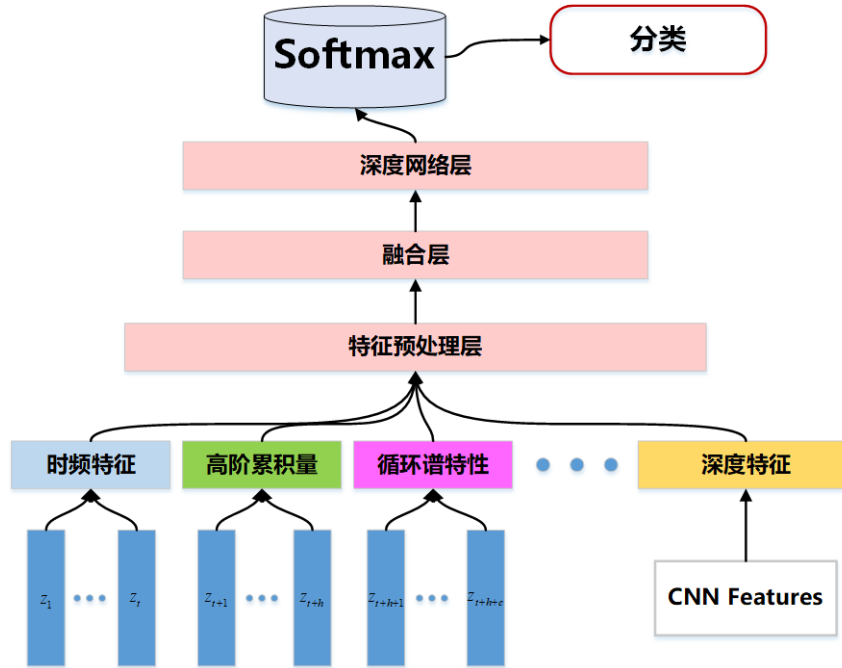 Softmax
分类
深度网络层
融合层
特征预处理层
时频特征
高阶累积量
循环谱特性
深度特征
z1
zt
zt+1
zt+h
zt+h+1
zt+h+c
CNN Features